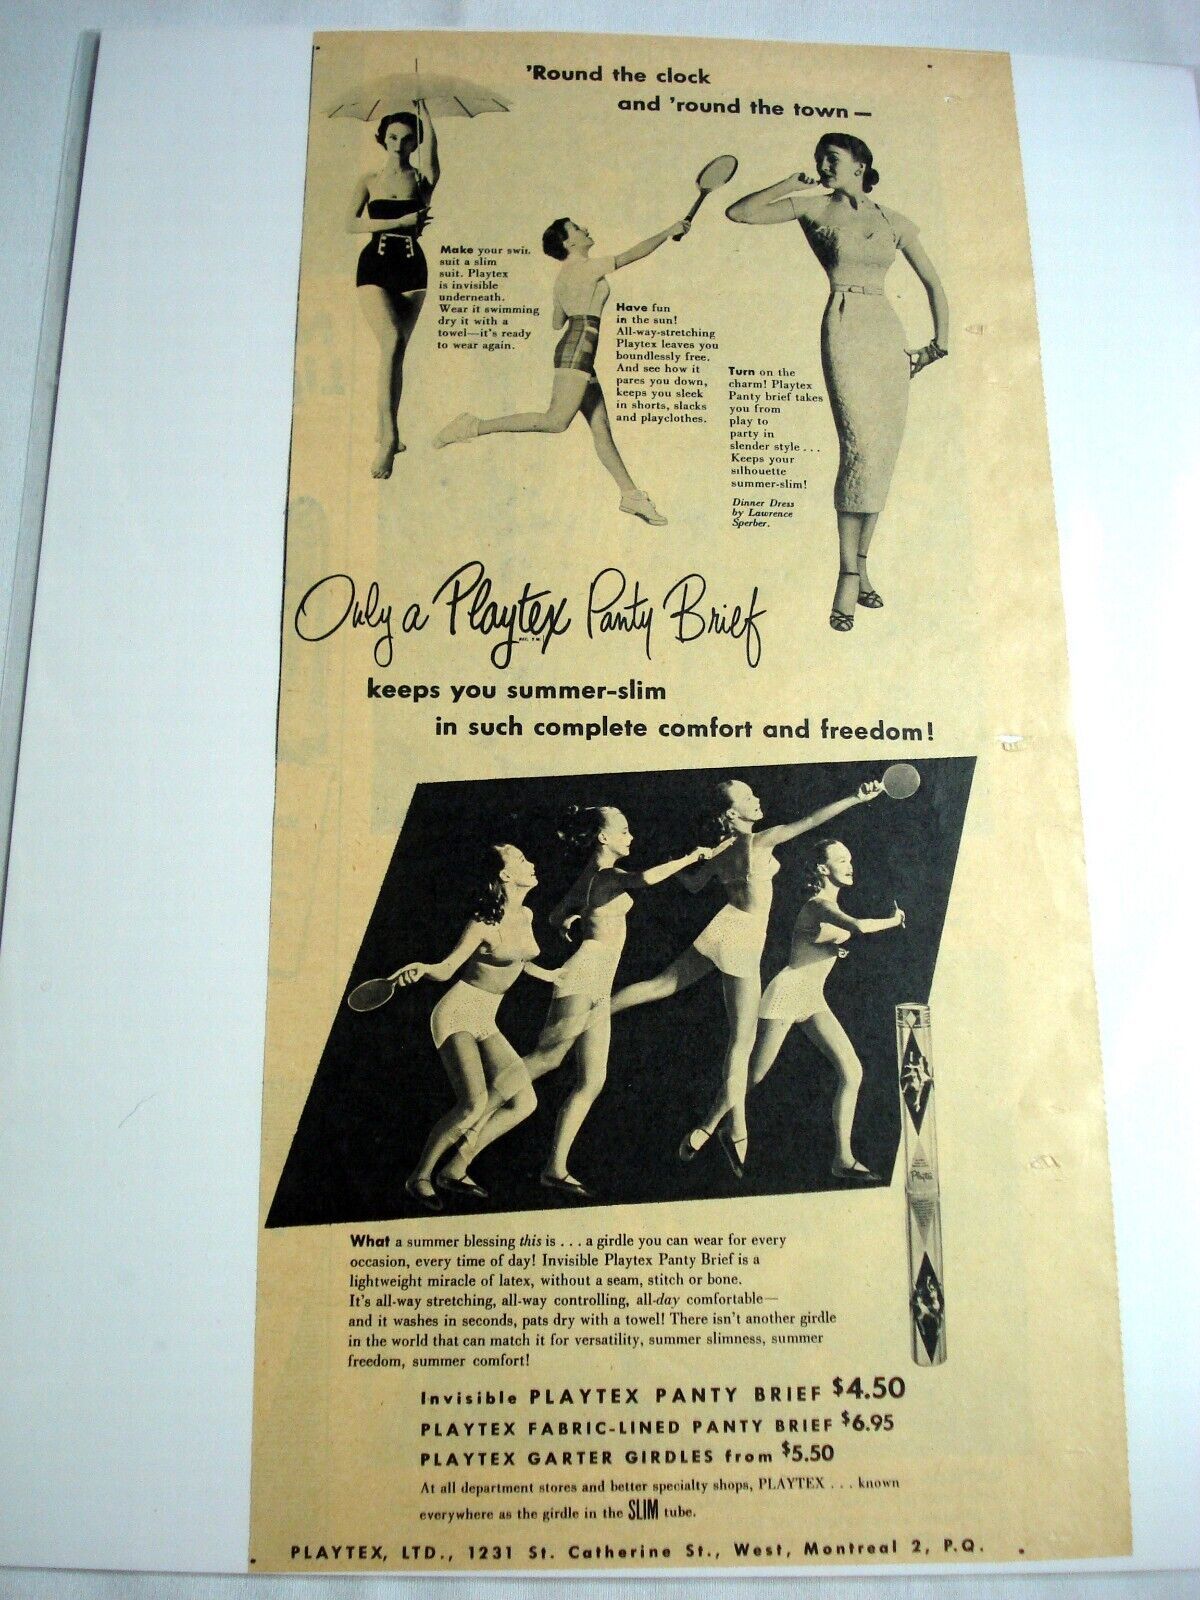 'Round the clock
and 'round the town—
Make your swim
suit a slim
suit. Playtex
is invisible
underneath.
Wear it swimming
dry it with a
towel—it's ready
to wear again.
Have fun
in the sun!
All-way-stretching
Playtex leaves you
boundlessly free.
And see how it
pares you down,
keeps you sleek
in shorts, slacks
and playclothes.
Turn on the
charm! Playtex
Panty brief takes
you from
play to
party in
slender style...
Keeps your
silhouette
summer-slim!
Dinner Dress
by Lawrence
Sperber.
Only a Playtex Panty Brief
keeps you summer-slim
in such complete comfort and freedom!
Playtex
What a summer blessing this is . . . a girdle you can wear for every
occasion, every time of day! Invisible Playtex Panty Brief is a
lightweight miracle of latex, without a seam, stitch or bone.
It's all-way stretching, all-way controlling, all-day comfortable—
and it washes in seconds, pats dry with a towel! There isn't another girdle
in the world that can match it for versatility, summer slimness, summer
freedom, summer comfort!
Invisible PLAYTEX PANTY BRIEF $4.50
PLAYTEX FABRIC-LINED PANTY BRIEF $6.95
PLAYTEX GARTER GIRDLES from $5.50
At all department stores and better specialty shops, PLAYTEX . . . known
everywhere as the girdle in the SLIM tube.
PLAYTEX, LTD., 1231 St. Catherine St., West, Montreal 2, P.Q.